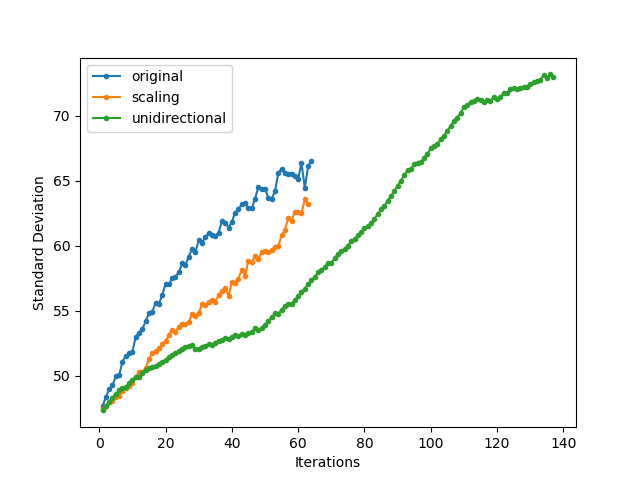 original
scaling
unidirectional
70
65
60
55
50
Standard Deviation
0 20 40 60 80 100 120 140
Iterations